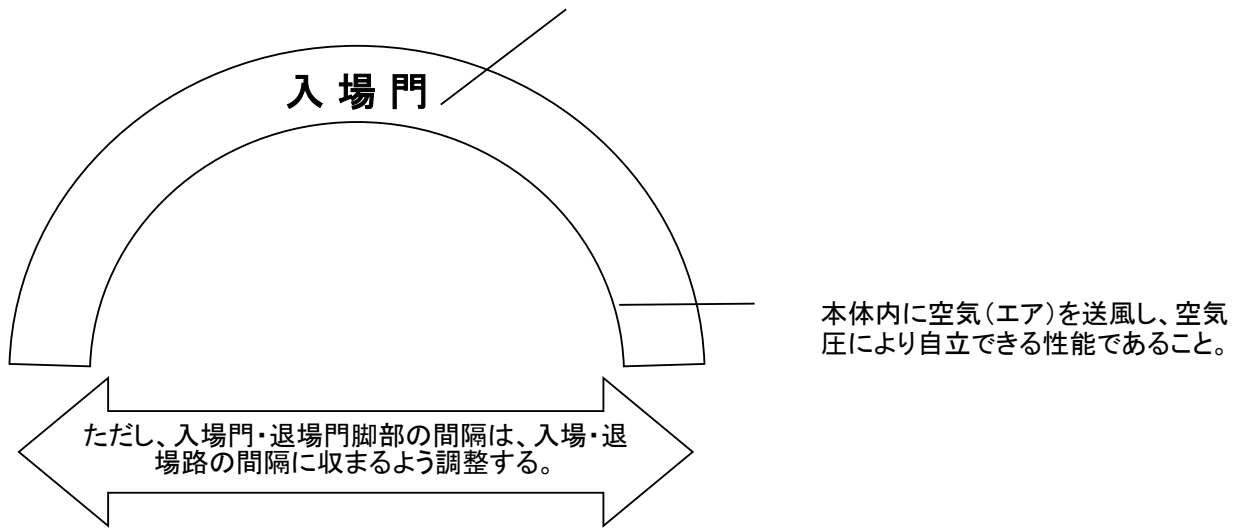 入場門
本体内に空気(エア)を送風し、空気
圧により自立できる性能であること。
ただし、入場門・退場門脚部の間隔は、入場・退
場路の間隔に収まるよう調整する。